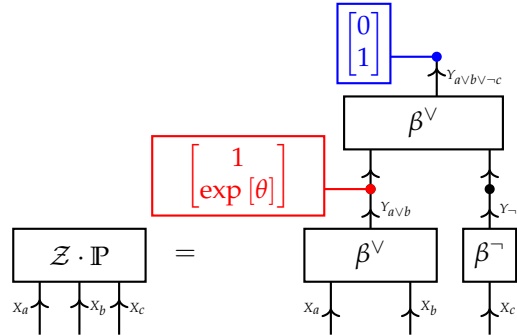 [0
1]
Y_{a∨b∨¬c}
β^∨
[1
exp [θ]]
Y_{a∨b}
Y_¬
𝒵 · ℙ
=
β^∨
β^¬
X_a
X_b
X_c
X_a
X_b
X_c